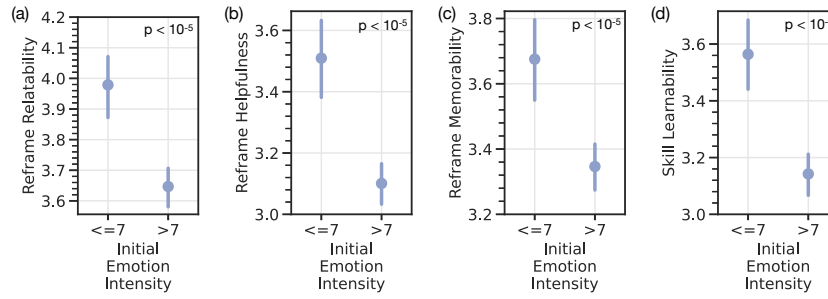 (a)
Reframe Relatability
4.2
4.1
4.0
3.9
3.8
3.7
3.6
p < 10-5
<=7
>7
Initial
Emotion
Intensity
(b)
Reframe Helpfulness
3.6
3.4
3.2
3.0
p < 10-5
<=7
>7
Initial
Emotion
Intensity
(c)
Reframe Memorability
3.8
3.6
3.4
3.2
p < 10-5
<=7
>7
Initial
Emotion
Intensity
(d)
Skill Learnability
3.6
3.4
3.2
3.0
p < 10-
<=7
>7
Initial
Emotion
Intensity